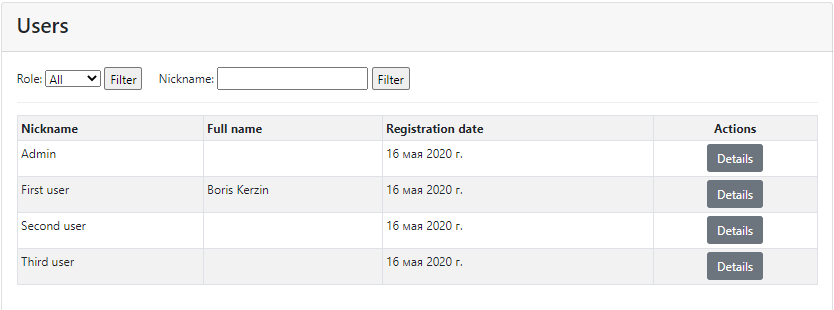 Users
Role: All Filter Nickname: Filter
Nickname Full name Registration date Actions
Admin 16 мая 2020 г. Details
First user Boris Kerzin 16 мая 2020 г. Details
Second user 16 мая 2020 г. Details
Third user 16 мая 2020 г. Details